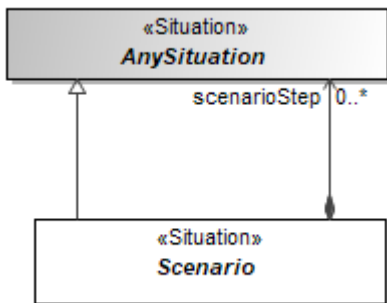 «Situation»
AnySituation
scenarioStep 0..*
«Situation»
Scenario